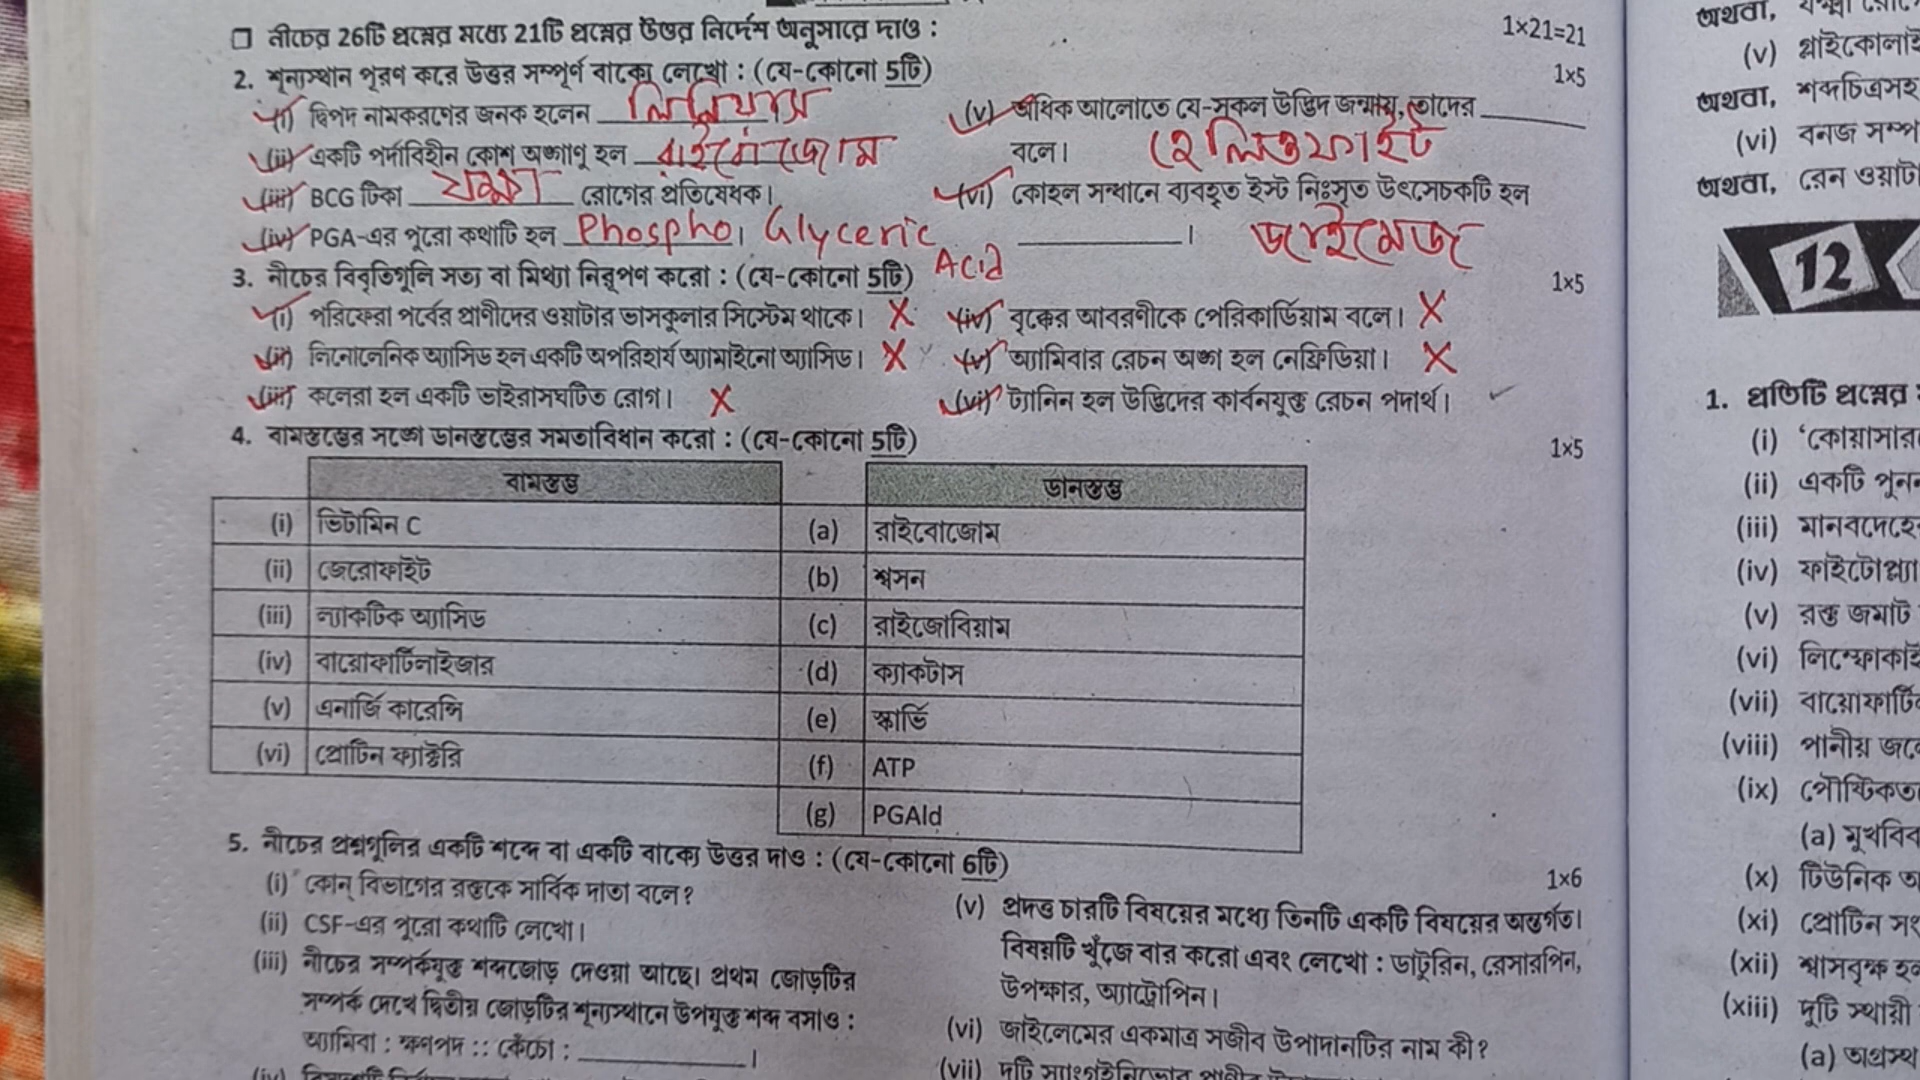 □ নীচের 26টি প্রশ্নের মধ্যে 21টি প্রশ্নের উত্তর নির্দেশ অনুসারে দাও : 1×21=21
2. শূন্যস্থান পূরণ করে উত্তর সম্পূর্ণ বাক্যে লেখো : (যে-কোনো 5টি) 1×5
(i) দ্বিপদ নামকরণের জনক হলেন লিনিয়াস
(ii) একটি পর্দাবিহীন কোশ অঙ্গাণু হল রাইবোজোম
(iii) BCG টিকা যক্ষ্মা রোগের প্রতিষেধক।
(iv) PGA-এর পুরো কথাটি হল Phospho। Glyceric Acid
(v) অধিক আলোতে যে-সকল উদ্ভিদ জন্মায়, তাদের ______
বলে। হেলিওফাইট
(vi) কোহল সন্ধানে ব্যবহৃত ইস্ট নিঃসৃত উৎসেচকটি হল
______। জাইমেজ
3. নীচের বিবৃতিগুলি সত্য বা মিথ্যা নিরূপণ করো : (যে-কোনো 5টি) 1×5
(i) পরিফেরা পর্বের প্রাণীদের ওয়াটার ভাসকুলার সিস্টেম থাকে। X
(ii) লিনোলেনিক অ্যাসিড হল একটি অপরিহার্য অ্যামাইনো অ্যাসিড। X
(iii) কলেরা হল একটি ভাইরাসঘটিত রোগ। X
(iv) বৃক্কের আবরণীকে পেরিকার্ডিয়াম বলে। X
(v) অ্যামিবার রেচন অঙ্গ হল নেফ্রিডিয়া। X
(vi) ট্যানিন হল উদ্ভিদের কার্বনযুক্ত রেচন পদার্থ। ✓
4. বামস্তম্ভের সঙ্গে ডানস্তম্ভের সমতাবিধান করো : (যে-কোনো 5টি) 1×5
বামস্তম্ভ ডানস্তম্ভ
(i) ভিটামিন C (a) রাইবোজোম
(ii) জেরোফাইট (b) শ্বসন
(iii) ল্যাকটিক অ্যাসিড (c) রাইজোবিয়াম
(iv) বায়োফার্টিলাইজার (d) ক্যাকটাস
(v) এনার্জি কারেন্সি (e) স্কার্ভি
(vi) প্রোটিন ফ্যাক্টরি (f) ATP
(g) PGAld
5. নীচের প্রশ্নগুলির একটি শব্দে বা একটি বাক্যে উত্তর দাও : (যে-কোনো 6টি) 1×6
(i) কোন্ বিভাগের রক্তকে সার্বিক দাতা বলে?
(ii) CSF-এর পুরো কথাটি লেখো।
(iii) নীচের সম্পর্কযুক্ত শব্দজোড় দেওয়া আছে। প্রথম জোড়টির
সম্পর্ক দেখে দ্বিতীয় জোড়টির শূন্যস্থানে উপযুক্ত শব্দ বসাও :
অ্যামিবা : ক্ষণপদ :: কেঁচো : ______।
(iv)
(v) প্রদত্ত চারটি বিষয়ের মধ্যে তিনটি একটি বিষয়ের অন্তর্গত।
বিষয়টি খুঁজে বার করো এবং লেখো : ডাটুরিন, রেসারপিন,
উপক্ষার, অ্যাট্রোপিন।
(vi) জাইলেমের একমাত্র সজীব উপাদানটির নাম কী?
(vii) দুটি
অথবা,
(v) গ্লাইকোলাই
অথবা, শব্দচিত্রসহ
(vi) বনজ সম্প
অথবা, রেন ওয়াটা
12
1. প্রতিটি প্রশ্নের
(i) 'কোয়াসার
(ii) একটি পুন
(iii) মানবদেহে
(iv) ফাইটোপ্ল্যা
(v) রক্ত জমাট
(vi) লিম্ফোকাই
(vii) বায়োফার্টি
(viii) পানীয় জলে
(ix) পৌষ্টিকত
(a) মুখবিব
(x) টিউনিক
(xi) প্রোটিন সং
(xii) শ্বাসবৃক্ষ হল
(xiii) দুটি স্থায়ী
(a) অগ্রস্থ